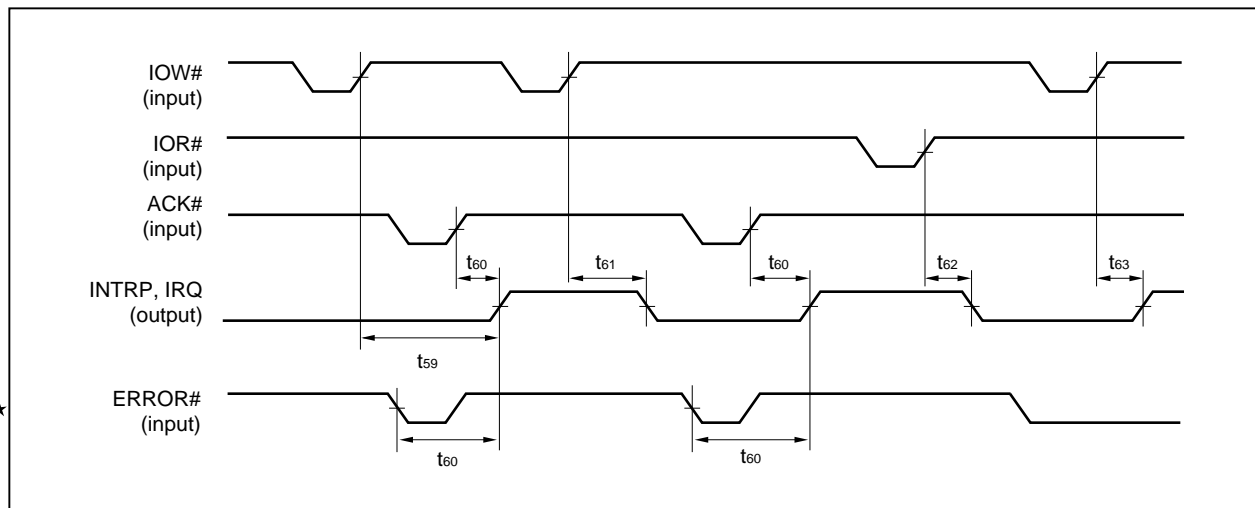 IOW#
(input)
IOR#
(input)
ACK#
(input)
t60
t61
t60
t62
t63
INTRP, IRQ
(output)
t59
★
ERROR#
(input)
t60
t60